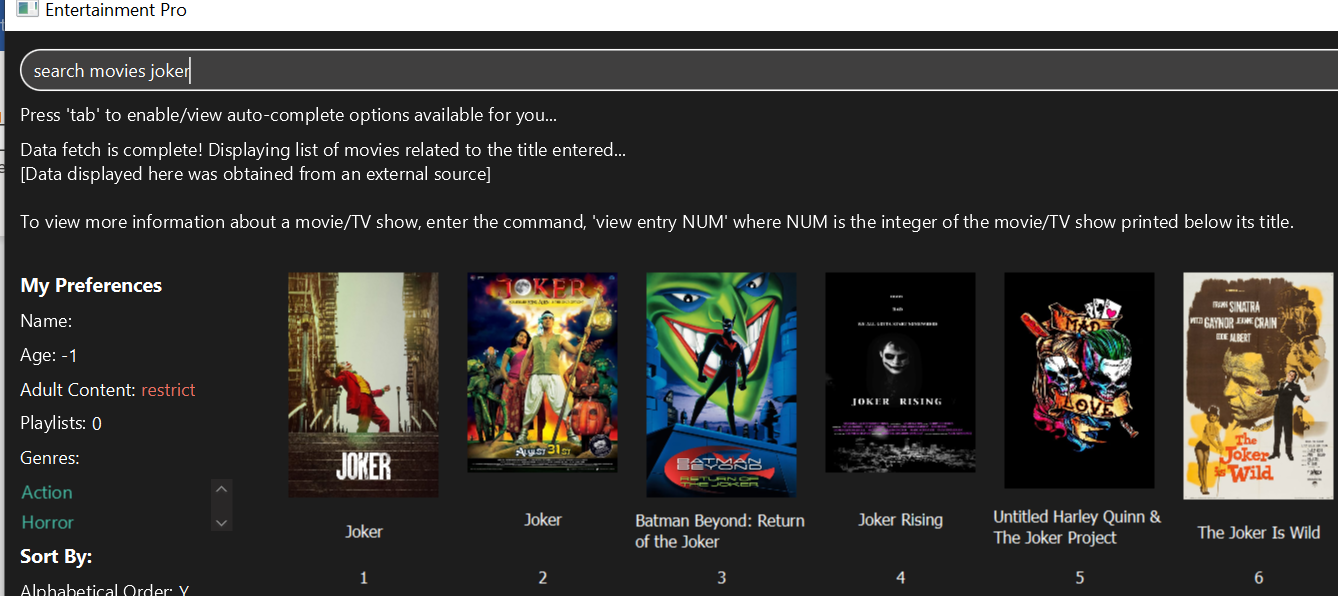 Entertainment Pro
search movies joker
Press 'tab' to enable/view auto-complete options available for you...
Data fetch is complete! Displaying list of movies related to the title entered...
[Data displayed here was obtained from an external source]
To view more information about a movie/TV show, enter the command, 'view entry NUM' where NUM is the integer of the movie/TV show printed below its title.
My Preferences
Name:
Age: -1
Adult Content: restrict
Playlists: 0
Genres:
Action
Horror
Sort By:
Alphabetical Order: Y
JOKER
Joker
1
JOKER
August 31st
Joker
2
BATMAN
BEYOND
RETURN OF THE JOKER
Batman Beyond: Return
of the Joker
3
JOKER RISING
Joker Rising
4
MAD
LOVE
Untitled Harley Quinn &
The Joker Project
5
FRANK SINATRA
MITZI GAYNOR JEANNE CRAIN
EDDIE ALBERT
The
Joker
is Wild
The Joker Is Wild
6